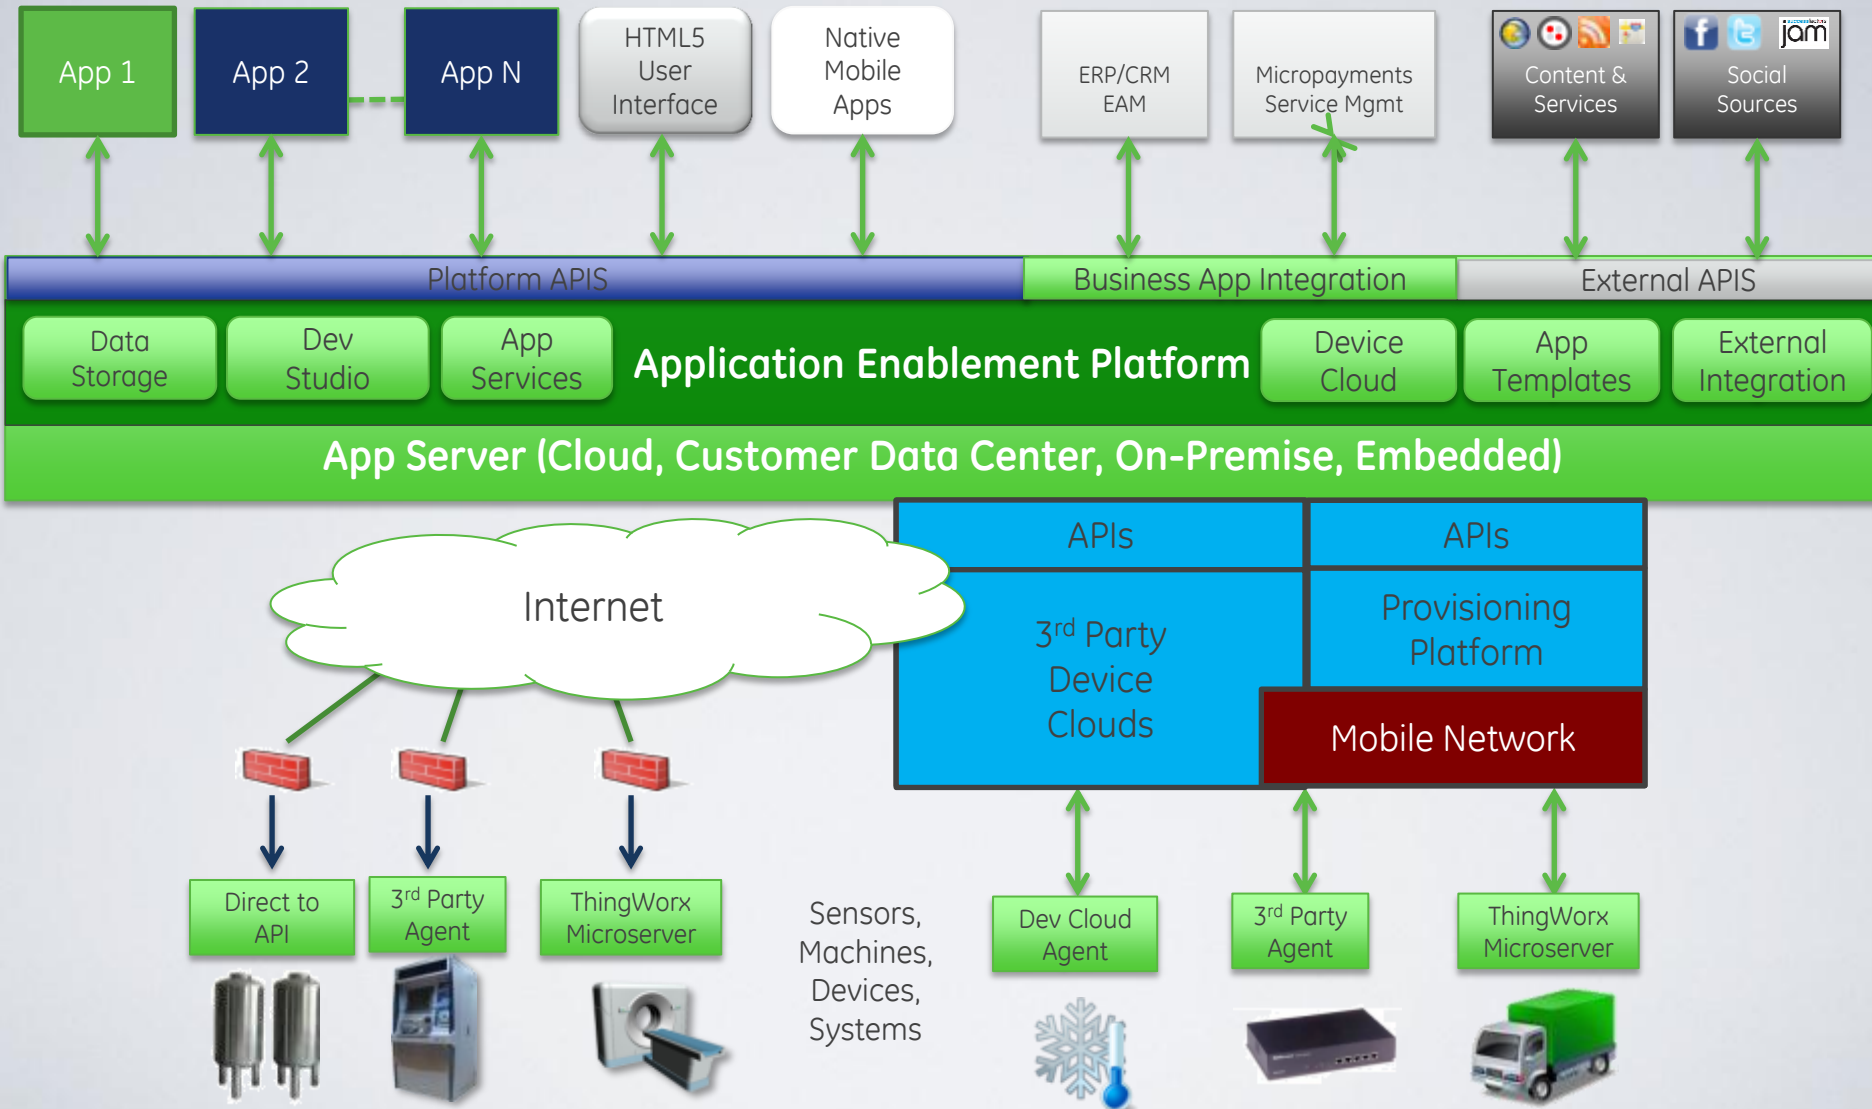 App 1
App 2
App N
HTML5
User
Interface
Native
Mobile
Apps
ERP/CRM
EAM
Micropayments
Service Mgmt
Content &
Services
jam
Social
Sources
Platform APIS
Business App Integration
External APIS
Data
Storage
Dev
Studio
App
Services
Application Enablement Platform
Device
Cloud
App
Templates
External
Integration
App Server (Cloud, Customer Data Center, On-Premise, Embedded)
Internet
APIs
APIs
3rd Party
Device
Clouds
Provisioning
Platform
Mobile Network
Direct to
API
3rd Party
Agent
ThingWorx
Microserver
Sensors,
Machines,
Devices,
Systems
Dev Cloud
Agent
3rd Party
Agent
ThingWorx
Microserver